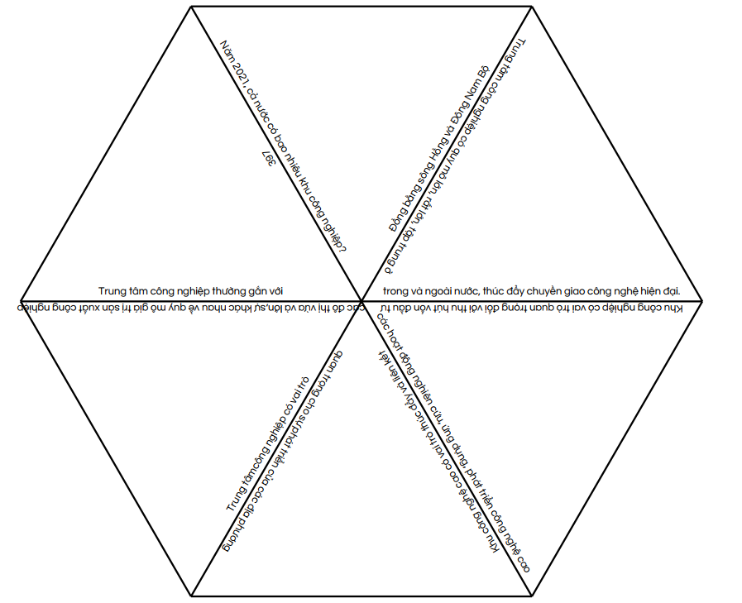 Năm 2021, cả nước có bao nhiêu khu công nghiệp?
397
Đồng bằng sông Hồng và Đông Nam Bộ
Trung tâm công nghiệp có quy mô lớn, rất lớn, tập trung ở
Trung tâm công nghiệp thường gắn với
các đô thị vừa và lớn,sự khác nhau về quy mô giá trị sản xuất công nghiệp
trong và ngoài nước, thúc đẩy chuyển giao công nghệ hiện đại.
Khu công nghiệp có vai trò quan trong đối với thu hút vốn đầu tư
Trung tâmcông nghiệp có vai trò
quan trọng cho sự phát triển của các địa phương
các hoạt động nghiên cứu, ứng dụng, phát triển công nghệ cao
Khu công nghệ cao có vai trò thúc đẩy và liên kết